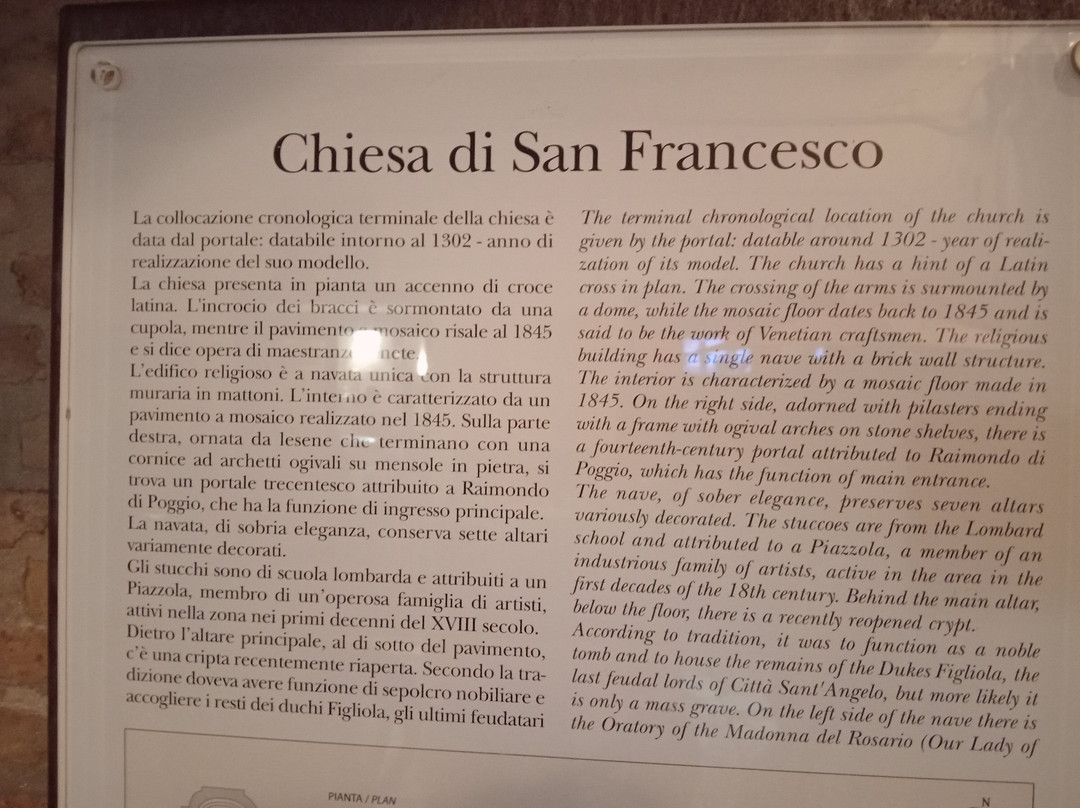 Chiesa di San Francesco
La collocazione cronologica terminale della chiesa è
data dal portale: databile intorno al 1302 - anno di
realizzazione del suo modello.
La chiesa presenta in pianta un accenno di croce
latina. L'incrocio dei bracci è sormontato da una
cupola, mentre il pavimento mosaico risale al 1845
e si dice opera di maestranze
L'edifico religioso è a navata unica con la struttura
muraria in mattoni. L'interno è caratterizzato da un
pavimento a mosaico realizzato nel 1845. Sulla parte
destra, ornata da lesene che terminano con una
cornice ad archetti ogivali su mensole in pietra, si
trova un portale trecentesco attribuito a Raimondo
di Poggio, che ha la funzione di ingresso principale.
La navata, di sobria eleganza, conserva sette altari
variamente decorati.
Gli stucchi sono di scuola lombarda e attribuiti a un
Piazzola, membro di un'operosa famiglia di artisti,
attivi nella zona nei primi decenni del XVIII secolo.
Dietro l'altare principale, al di sotto del pavimento,
c'è una cripta recentemente riaperta. Secondo la tra-
dizione doveva avere funzione di sepolcro nobiliare e
accogliere i resti dei duchi Figliola, gli ultimi feudatari
The terminal chronological location of the church is
given by the portal: datable around 1302 - year of reali-
zation of its model. The church has a hint of a Latin
cross in plan. The crossing of the arms is surmounted by
a dome, while the mosaic floor dates back to 1845 and is
said to be the work of Venetian craftsmen. The religious
building has a single nave with a brick wall structure.
The interior is characterized by a mosaic floor made in
1845. On the right side, adorned with pilasters ending
with a frame with ogival arches on stone shelves, there is
a fourteenth-century portal attributed to Raimondo di
Poggio, which has the function of main entrance.
The nave, of sober elegance, preserves seven altars
variously decorated. The stuccoes are from the Lombard
school and attributed to a Piazzola, a member of an
industrious family of artists, active in the area in the
first decades of the 18th century. Behind the main altar,
below the floor, there is a recently reopened crypt.
According to tradition, it was to function as a noble
tomb and to house the remains of the Dukes Figliola, the
last feudal lords of Città Sant'Angelo, but more likely it
is only a mass grave. On the left side of the nave there is
the Oratory of the Madonna del Rosario (Our Lady of
PIANTA / PLAN
N